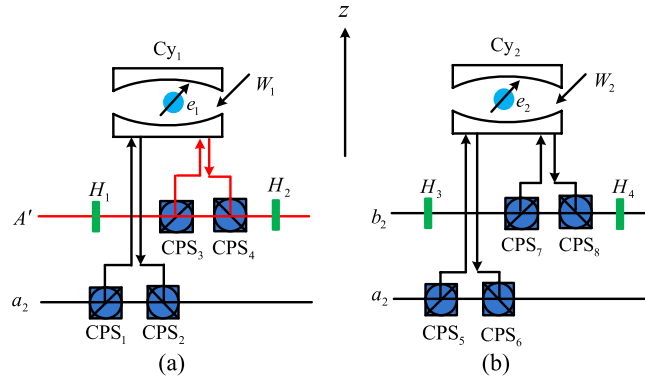 Cy₁
e₁
W₁
H₁
H₂
A′
CPS₃
CPS₄
a₂
CPS₁
CPS₂
(a)
z
Cy₂
e₂
W₂
H₃
H₄
b₂
CPS₇
CPS₈
a₂
CPS₅
CPS₆
(b)